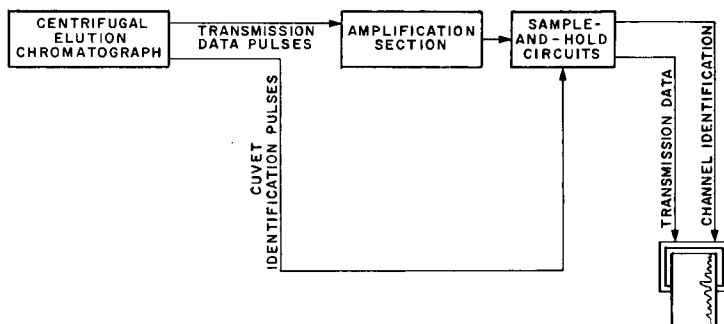 CENTRIFUGAL
ELUTION
CHROMATOGRAPH
TRANSMISSION
DATA PULSES
AMPLIFICATION
SECTION
SAMPLE-
AND-HOLD
CIRCUITS
CUVET
IDENTIFICATION PULSES
TRANSMISSION DATA
CHANNEL IDENTIFICATION